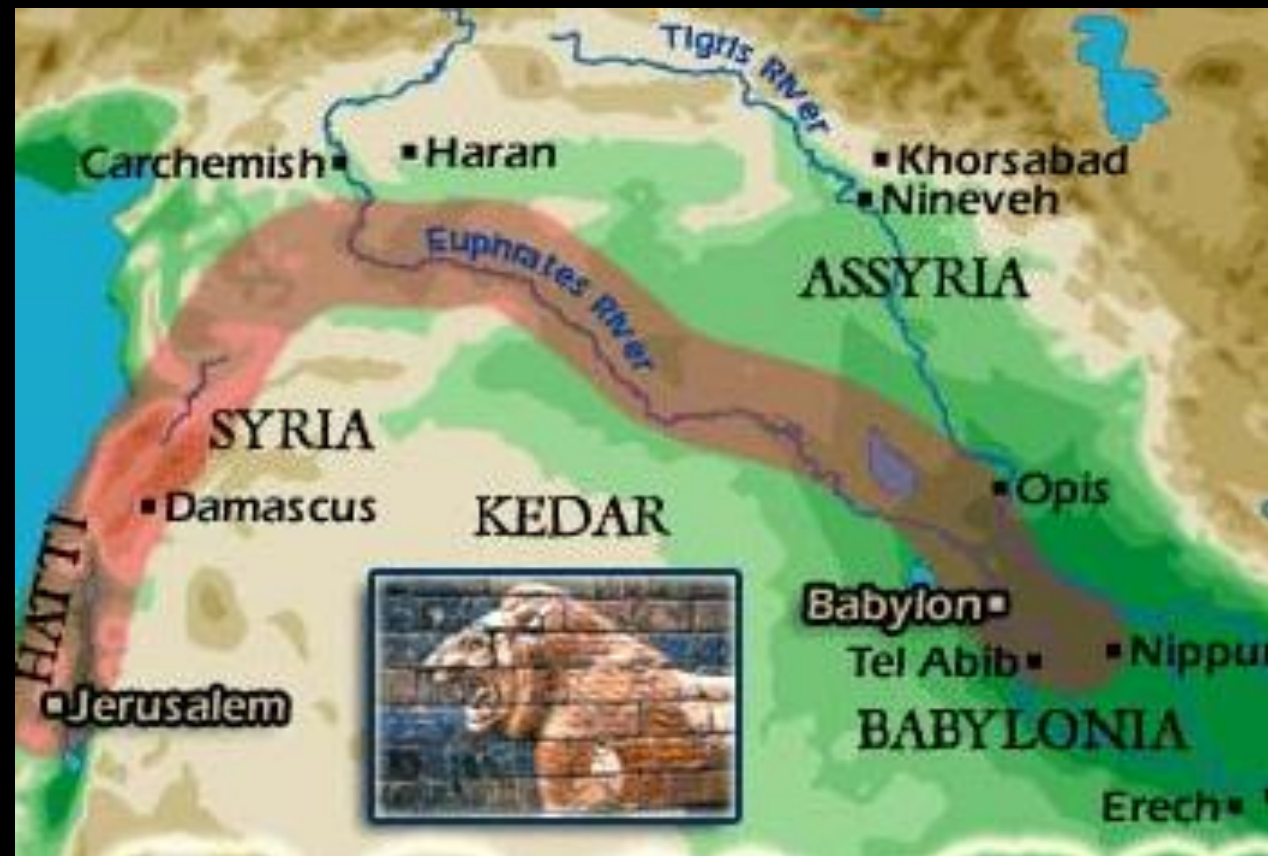 Tigris River
Carchemish
Haran
Khorsabad
Nineveh
Euphrates River
ASSYRIA
SYRIA
Damascus
KEDAR
Opis
HATTI
Babylon
Tel Abib
Nippur
Jerusalem
BABYLONIA
Erech